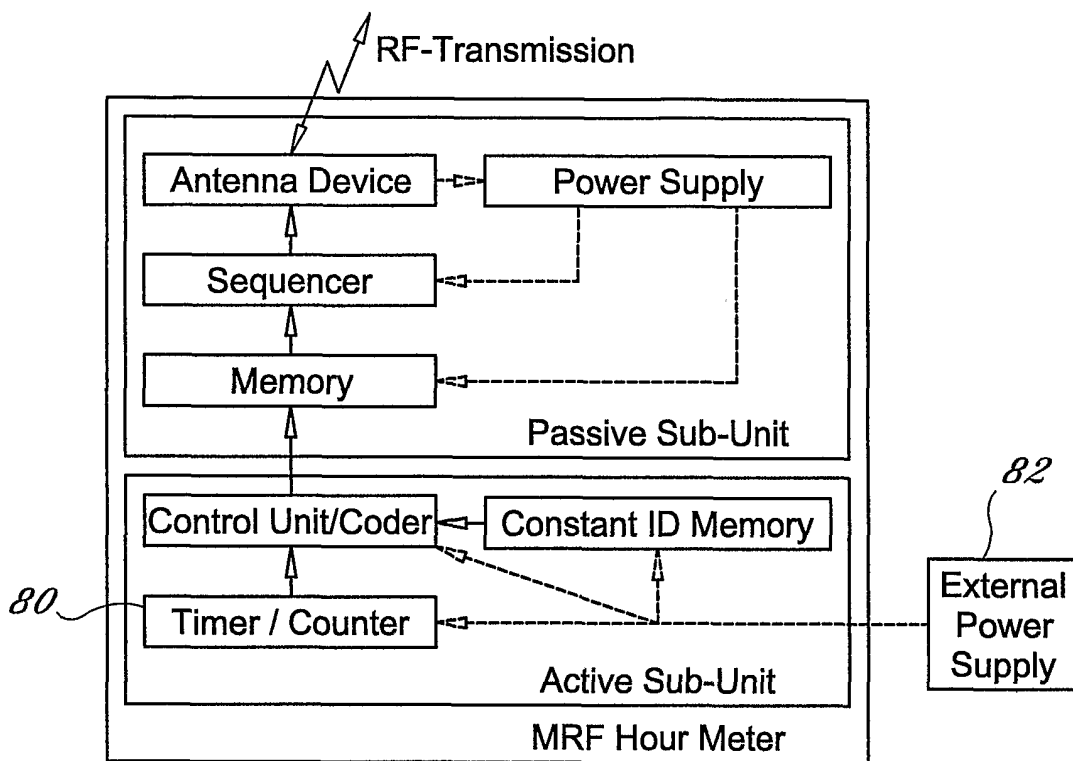 RF-Transmission
Antenna Device
Power Supply
Sequencer
Memory
Passive Sub-Unit
82
Control Unit/Coder
Constant ID Memory
80
Timer / Counter
External
Power
Supply
Active Sub-Unit
MRF Hour Meter